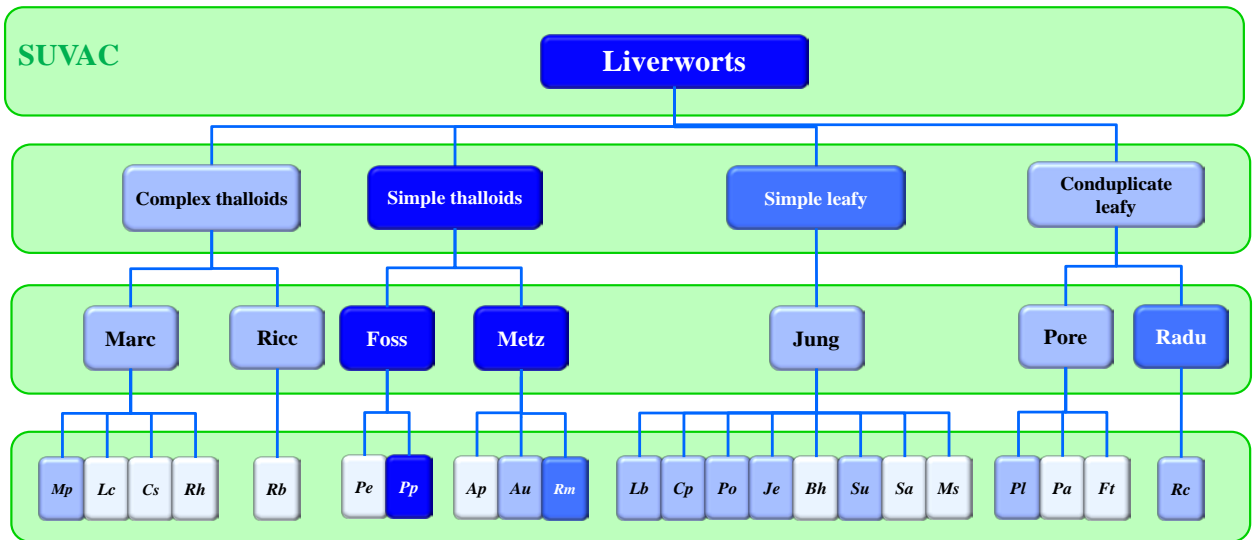 SUVAC
Liverworts
Complex thalloids
Simple thalloids
Simple leafy
Conduplicate
leafy
Marc
Ricc
Foss
Metz
Jung
Pore
Radu
Mp
Lc
Cs
Rh
Rb
Pe
Pp
Ap
Au
Rm
Lb
Cp
Po
Je
Bh
Su
Sa
Ms
Pl
Pa
Ft
Rc